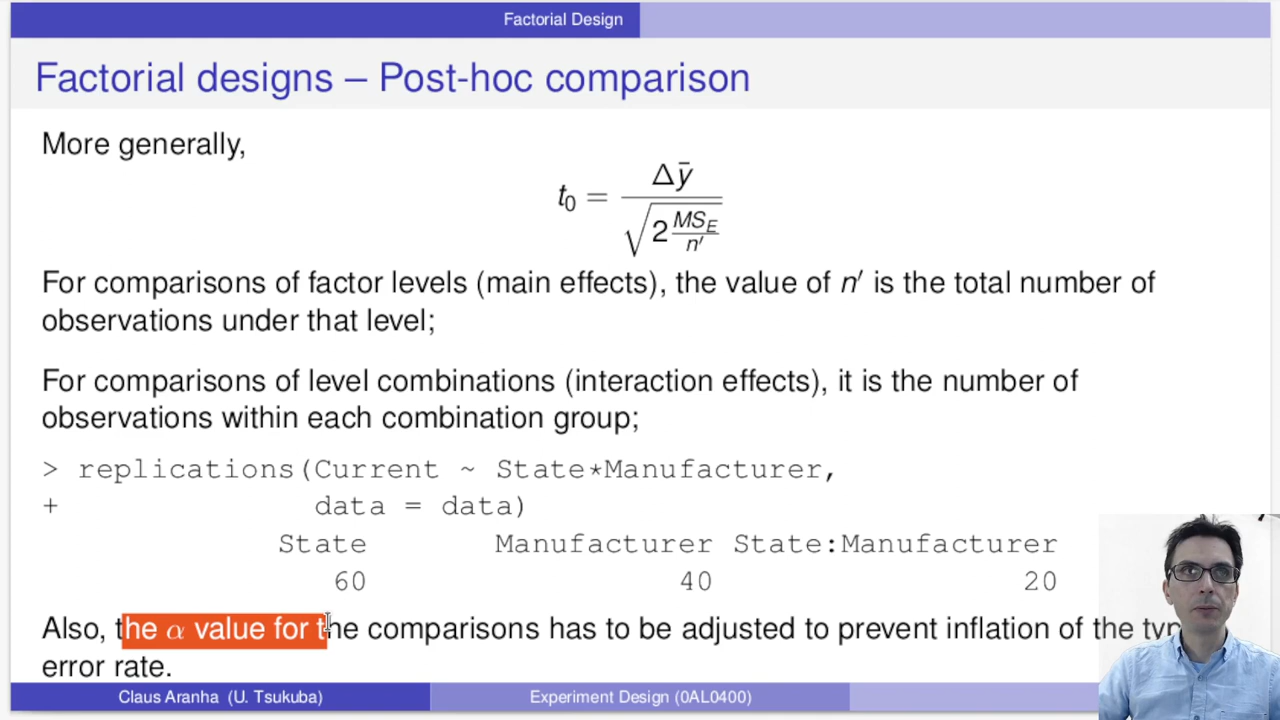 Factorial Design
Factorial designs – Post-hoc comparison
More generally,
t₀ = Δȳ / √(2 MS_E / n′)
For comparisons of factor levels (main effects), the value of n′ is the total number of
observations under that level;
For comparisons of level combinations (interaction effects), it is the number of
observations within each combination group;
> replications(Current ~ State*Manufacturer,
+ data = data)
State Manufacturer State:Manufacturer
60 40 20
Also, the α value for the comparisons has to be adjusted to prevent inflation of the
error rate.
Claus Aranha (U. Tsukuba) Experiment Design (0AL0400)